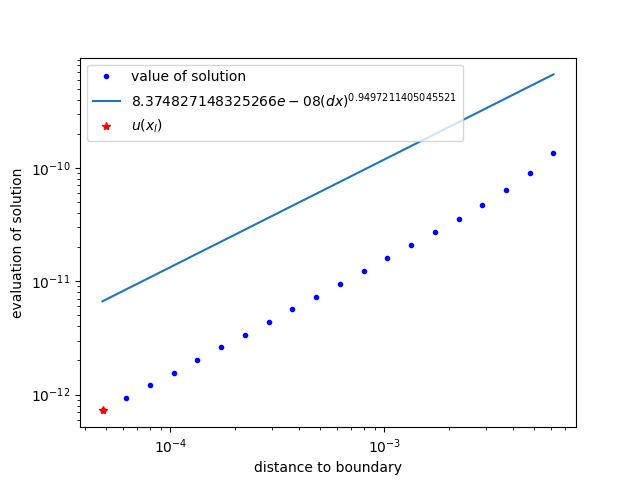 value of solution
8.374827148325266e − 08(dx)^0.9497211405045521
u(x_l)
10^−10
10^−11
10^−12
evaluation of solution
10^−4
10^−3
distance to boundary